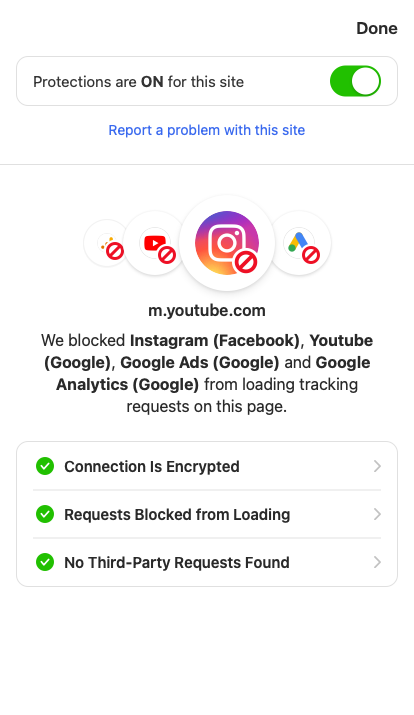 Done
Protections are ON for this site
Report a problem with this site
m.youtube.com
We blocked Instagram (Facebook), Youtube
(Google), Google Ads (Google) and Google
Analytics (Google) from loading tracking
requests on this page.
Connection Is Encrypted
Requests Blocked from Loading
No Third-Party Requests Found